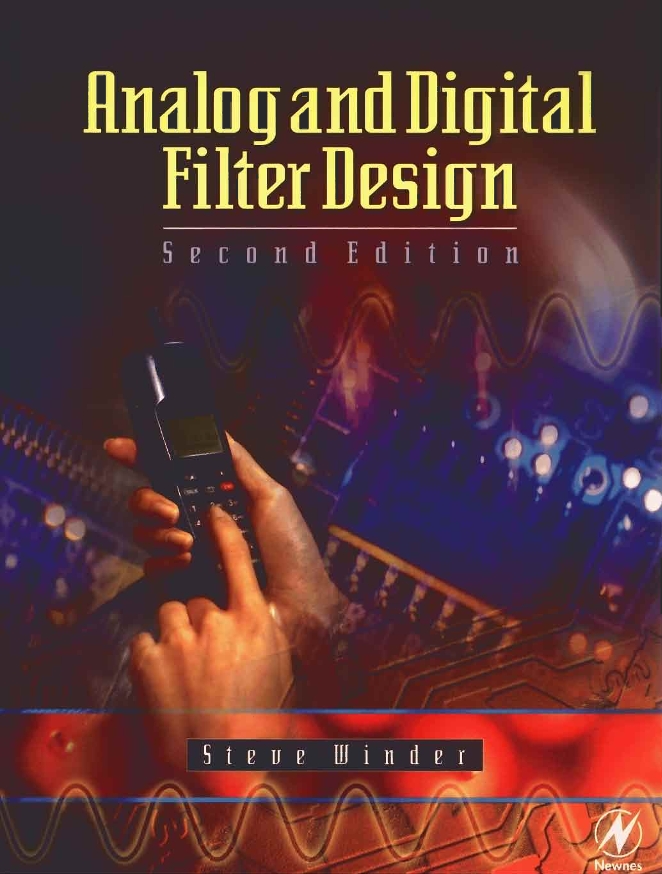 Analog and Digital
Filter Design
Second Edition
Steve Winder
Newnes